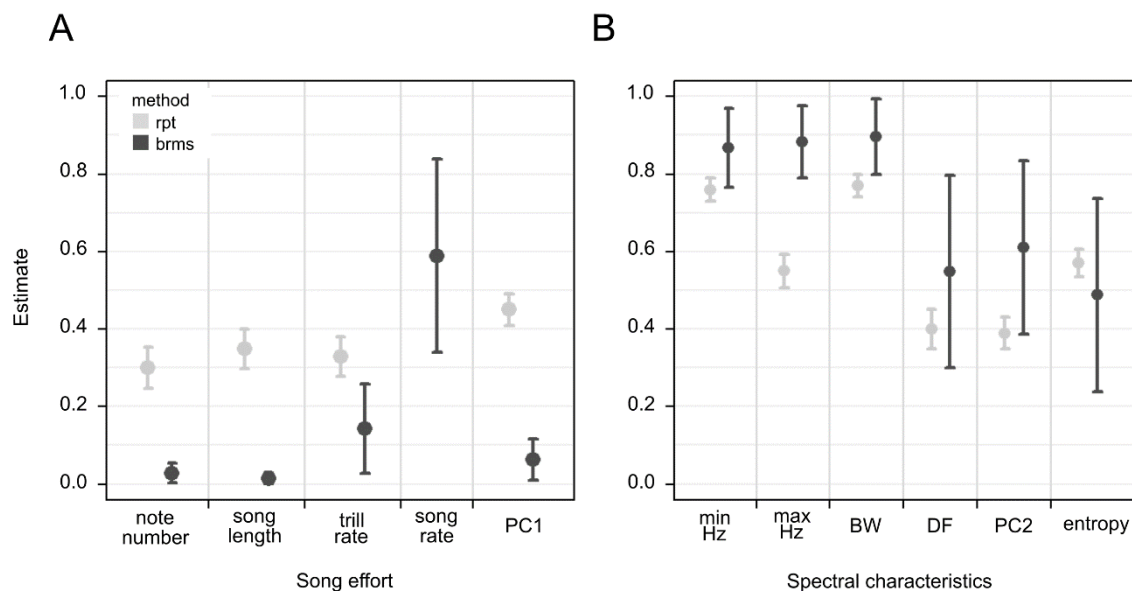 A
B
1.0
0.8
0.6
0.4
0.2
0.0
Estimate
method
rpt
brms
note
number
song
length
trill
rate
song
rate
PC1
Song effort
1.0
0.8
0.6
0.4
0.2
0.0
min
Hz
max
Hz
BW
DF
PC2
entropy
Spectral characteristics